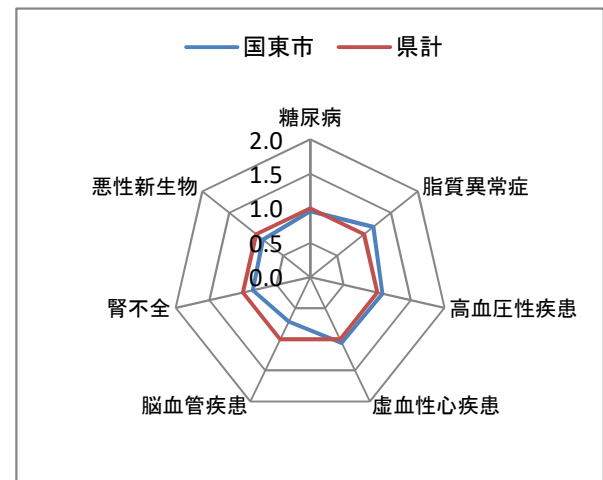 国東市 県計
糖尿病
2.0
1.5
1.0
0.5
0.0
脂質異常症
高血圧性疾患
虚血性心疾患
脳血管疾患
腎不全
悪性新生物